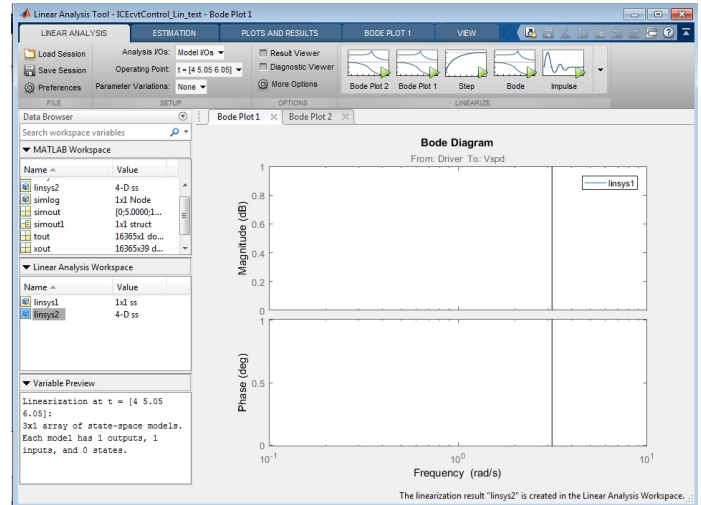 Linear Analysis Tool - ICEcvtControl_Lin_test - Bode Plot 1
LINEAR ANALYSIS ESTIMATION PLOTS AND RESULTS BODE PLOT 1 VIEW
Load Session
Save Session
Preferences
Analysis I/Os: Model I/Os
Operating Point: t = [4 5.05 6.05]
Parameter Variations: None
Result Viewer
Diagnostic Viewer
More Options
Bode Plot 2 Bode Plot 1 Step Bode Impulse
FILE SETUP OPTIONS LINEARIZE
Data Browser
Search workspace variables
MATLAB Workspace
Name Value
linsys2 4-D ss
simlog 1x1 Node
simout [0;5.0000;1...
simout1 1x1 struct
tout 16365x1 do...
xout 16365x39 d...
Linear Analysis Workspace
Name Value
linsys1 1x1 ss
linsys2 4-D ss
Variable Preview
Linearization at t = [4 5.05
6.05]:
3x1 array of state-space models.
Each model has 1 outputs, 1
inputs, and 0 states.
Bode Plot 1 Bode Plot 2
Bode Diagram
From: Driver To: Vspd
linsys1
Magnitude (dB)
1
0.8
0.6
0.4
0.2
0
Phase (deg)
1
0.5
0
10-1 100 101
Frequency (rad/s)
The linearization result "linsys2" is created in the Linear Analysis Workspace.